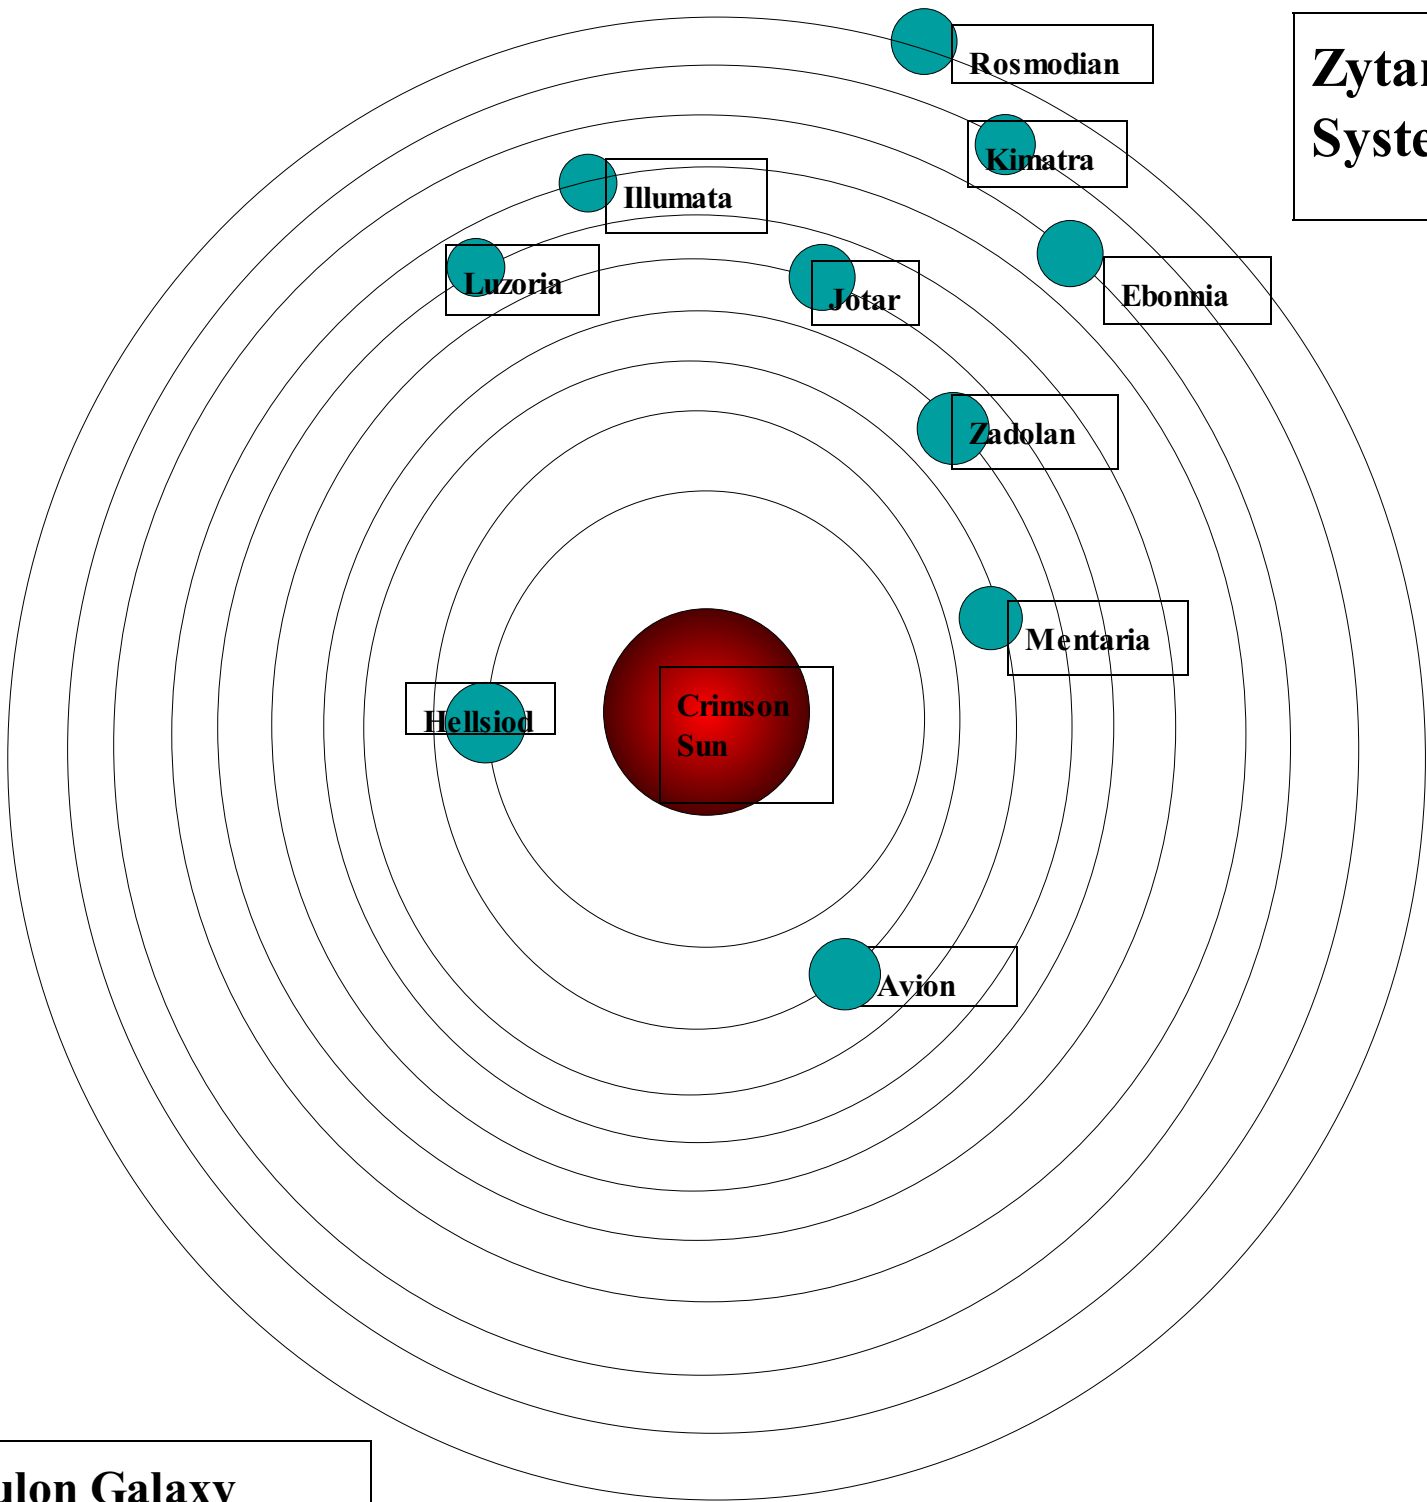 Rosmodian
Zytar
Syste
Kimatra
Illumata
Luzoria
Jotar
Ebonnia
Zadolan
Mentaria
Crimson
Sun
Hellsiod
Avion
ulon Galaxy